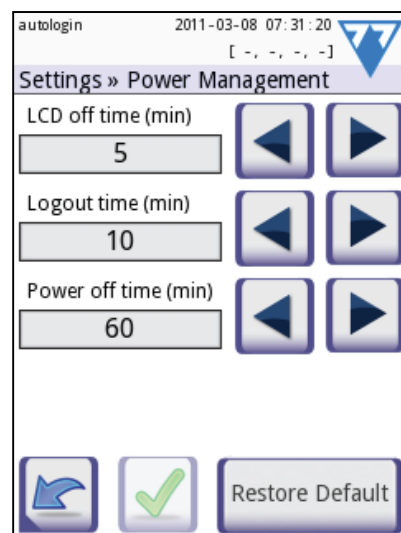 autologin 2011-03-08 07:31:20
[ -, -, -, -]
Settings » Power Management
LCD off time (min)
5
Logout time (min)
10
Power off time (min)
60
Restore Default